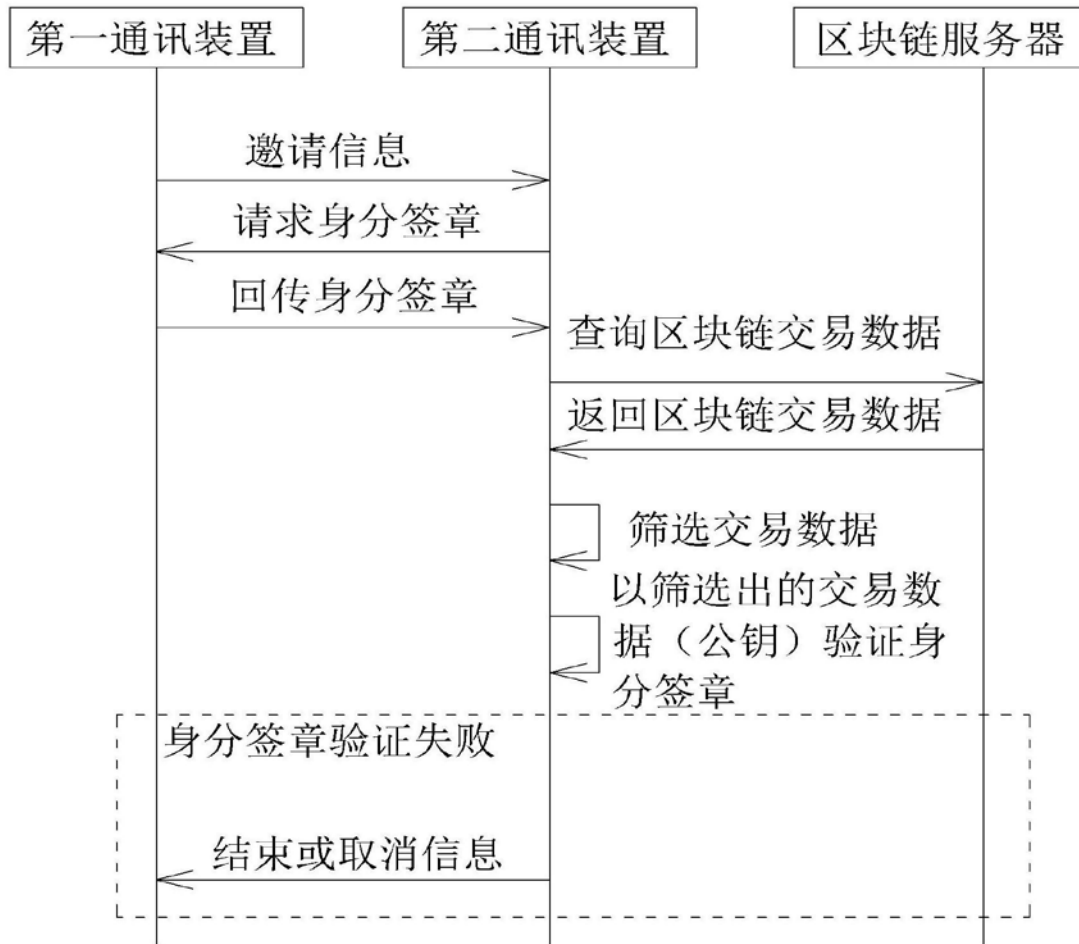 第一通讯装置
第二通讯装置
区块链服务器
邀请信息
请求身分签章
回传身分签章
查询区块链交易数据
返回区块链交易数据
筛选交易数据
以筛选出的交易数
据（公钥）验证身
分签章
身分签章验证失败
结束或取消信息